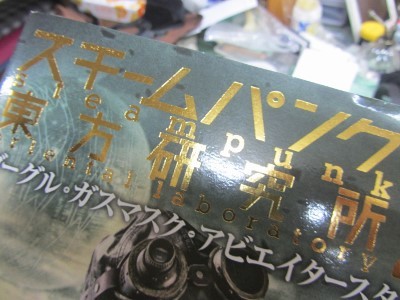 スチームパンク
steampunk
東方研究所
oriental laboratory
ゴーグル・ガスマスク・アビエイタースタ